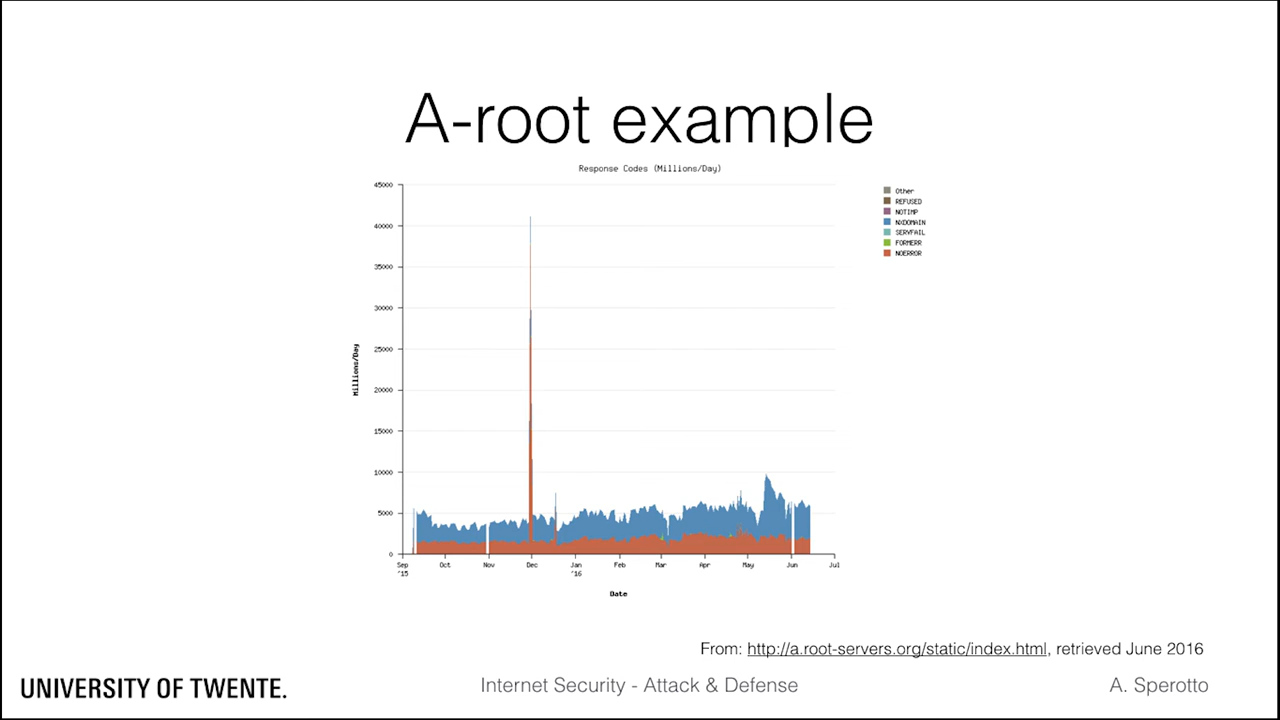 A-root example
Response Codes (Millions/Day)
45000
40000
35000
30000
25000
20000
15000
10000
5000
0
Millions/Day
Sep Oct Nov Dec Jan Feb Mar Apr May Jun Jul
'15 '16
Date
Other
REFUSED
NOTIMP
NXDOMAIN
SERVFAIL
FORMERR
NOERROR
From: http://a.root-servers.org/static/index.html, retrieved June 2016
UNIVERSITY OF TWENTE.
Internet Security - Attack & Defense
A. Sperotto